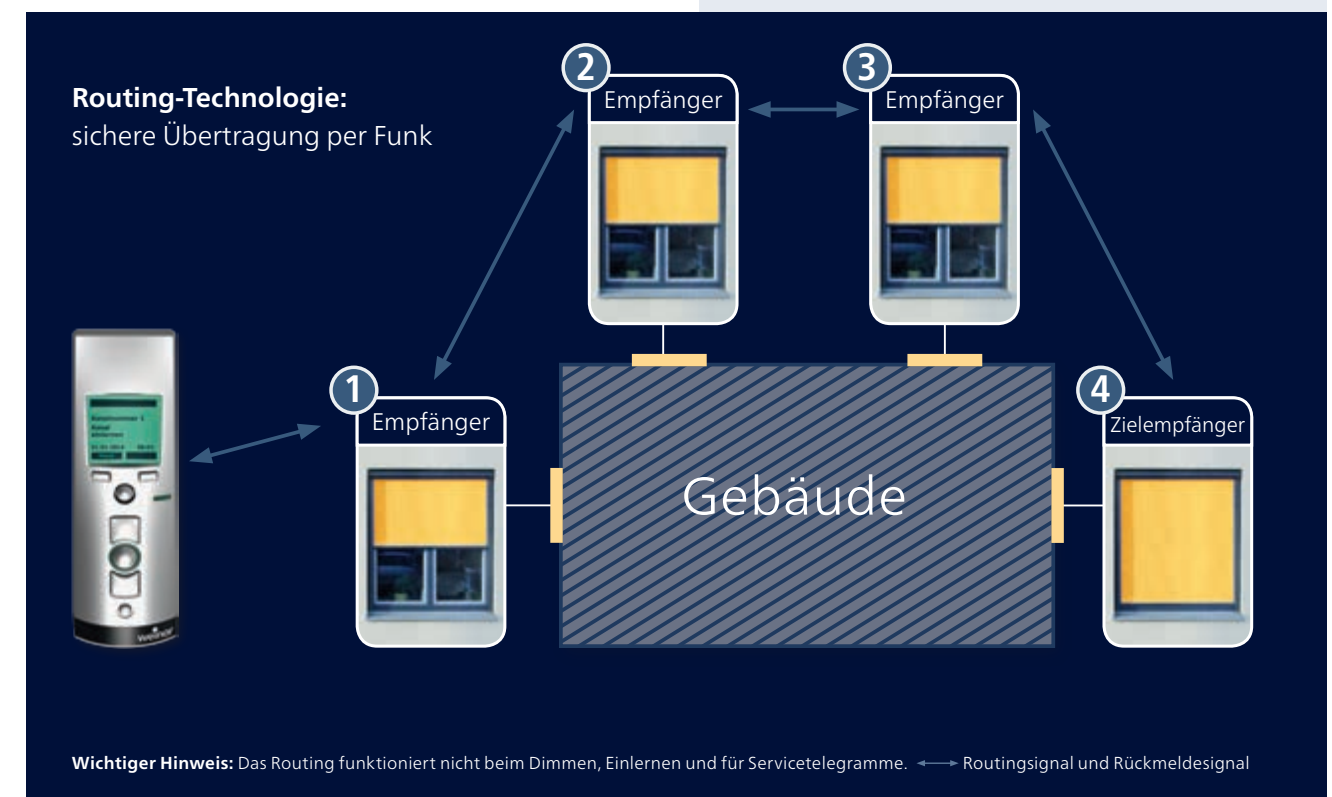 Routing-Technologie:
sichere Übertragung per Funk
2
Empfänger
3
Empfänger
1
Empfänger
4
Zielempfänger
Gebäude
weinor
Wichtiger Hinweis: Das Routing funktioniert nicht beim Dimmen, Einlernen und für Servicetelegramme. ⟷ Routingsignal und Rückmeldesignal